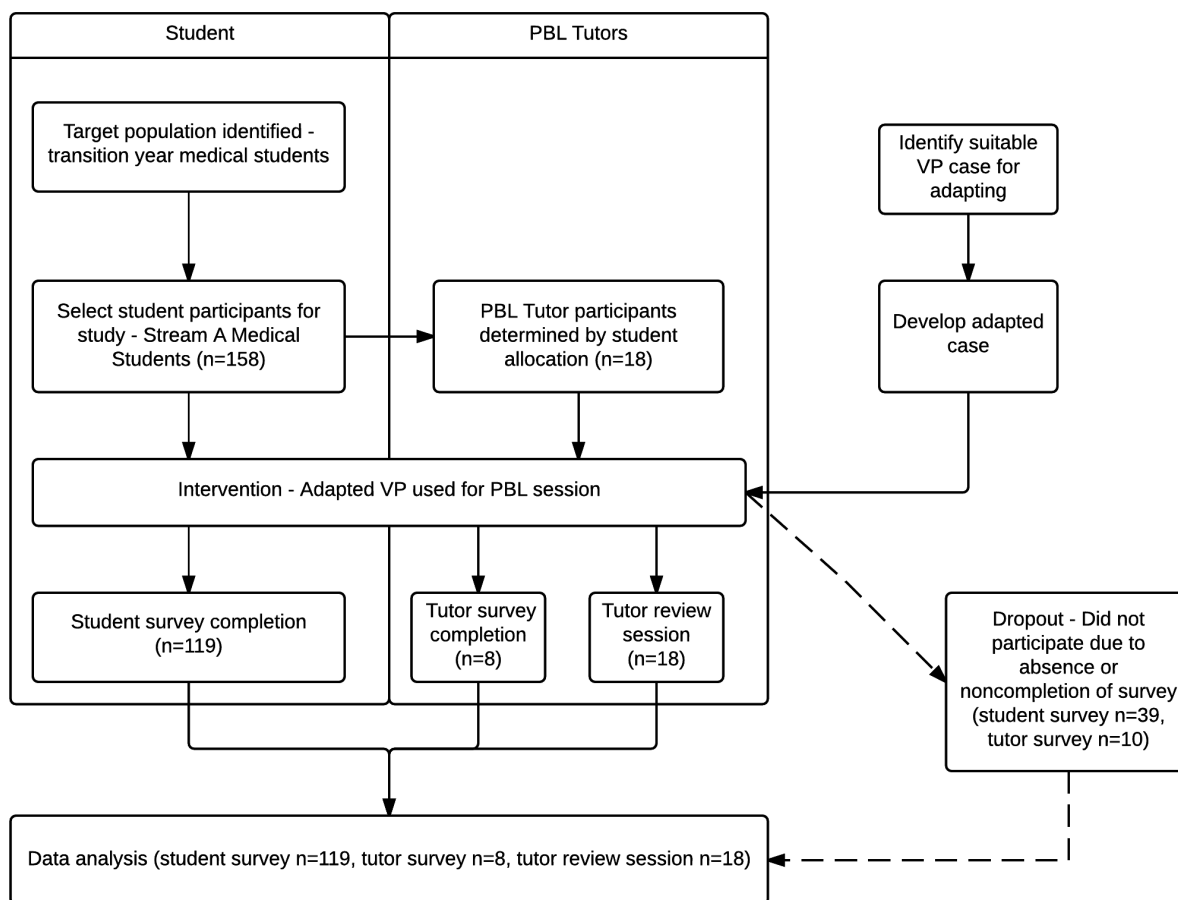 Student
PBL Tutors
Target population identified -
transition year medical students
Identify suitable
VP case for
adapting
Select student participants for
study - Stream A Medical
Students (n=158)
PBL Tutor participants
determined by student
allocation (n=18)
Develop adapted
case
Intervention - Adapted VP used for PBL session
Student survey completion
(n=119)
Tutor survey
completion
(n=8)
Tutor review
session
(n=18)
Dropout - Did not
participate due to
absence or
noncompletion of survey
(student survey n=39,
tutor survey n=10)
Data analysis (student survey n=119, tutor survey n=8, tutor review session n=18)